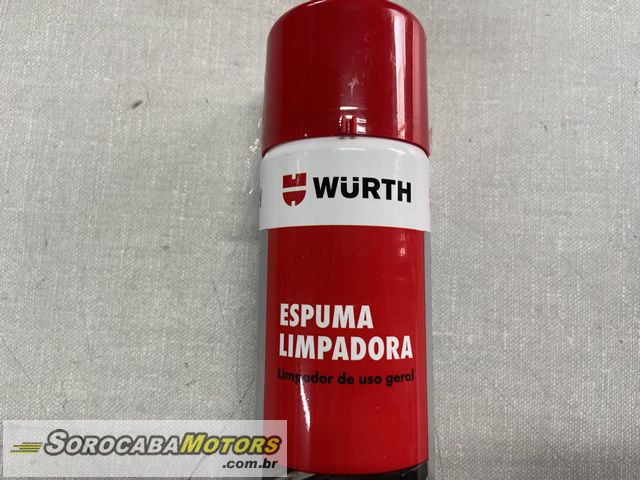 WÜRTH
ESPUMA
LIMPADORA
Limpador de uso geral
SOROCABAMOTORS
.com.br